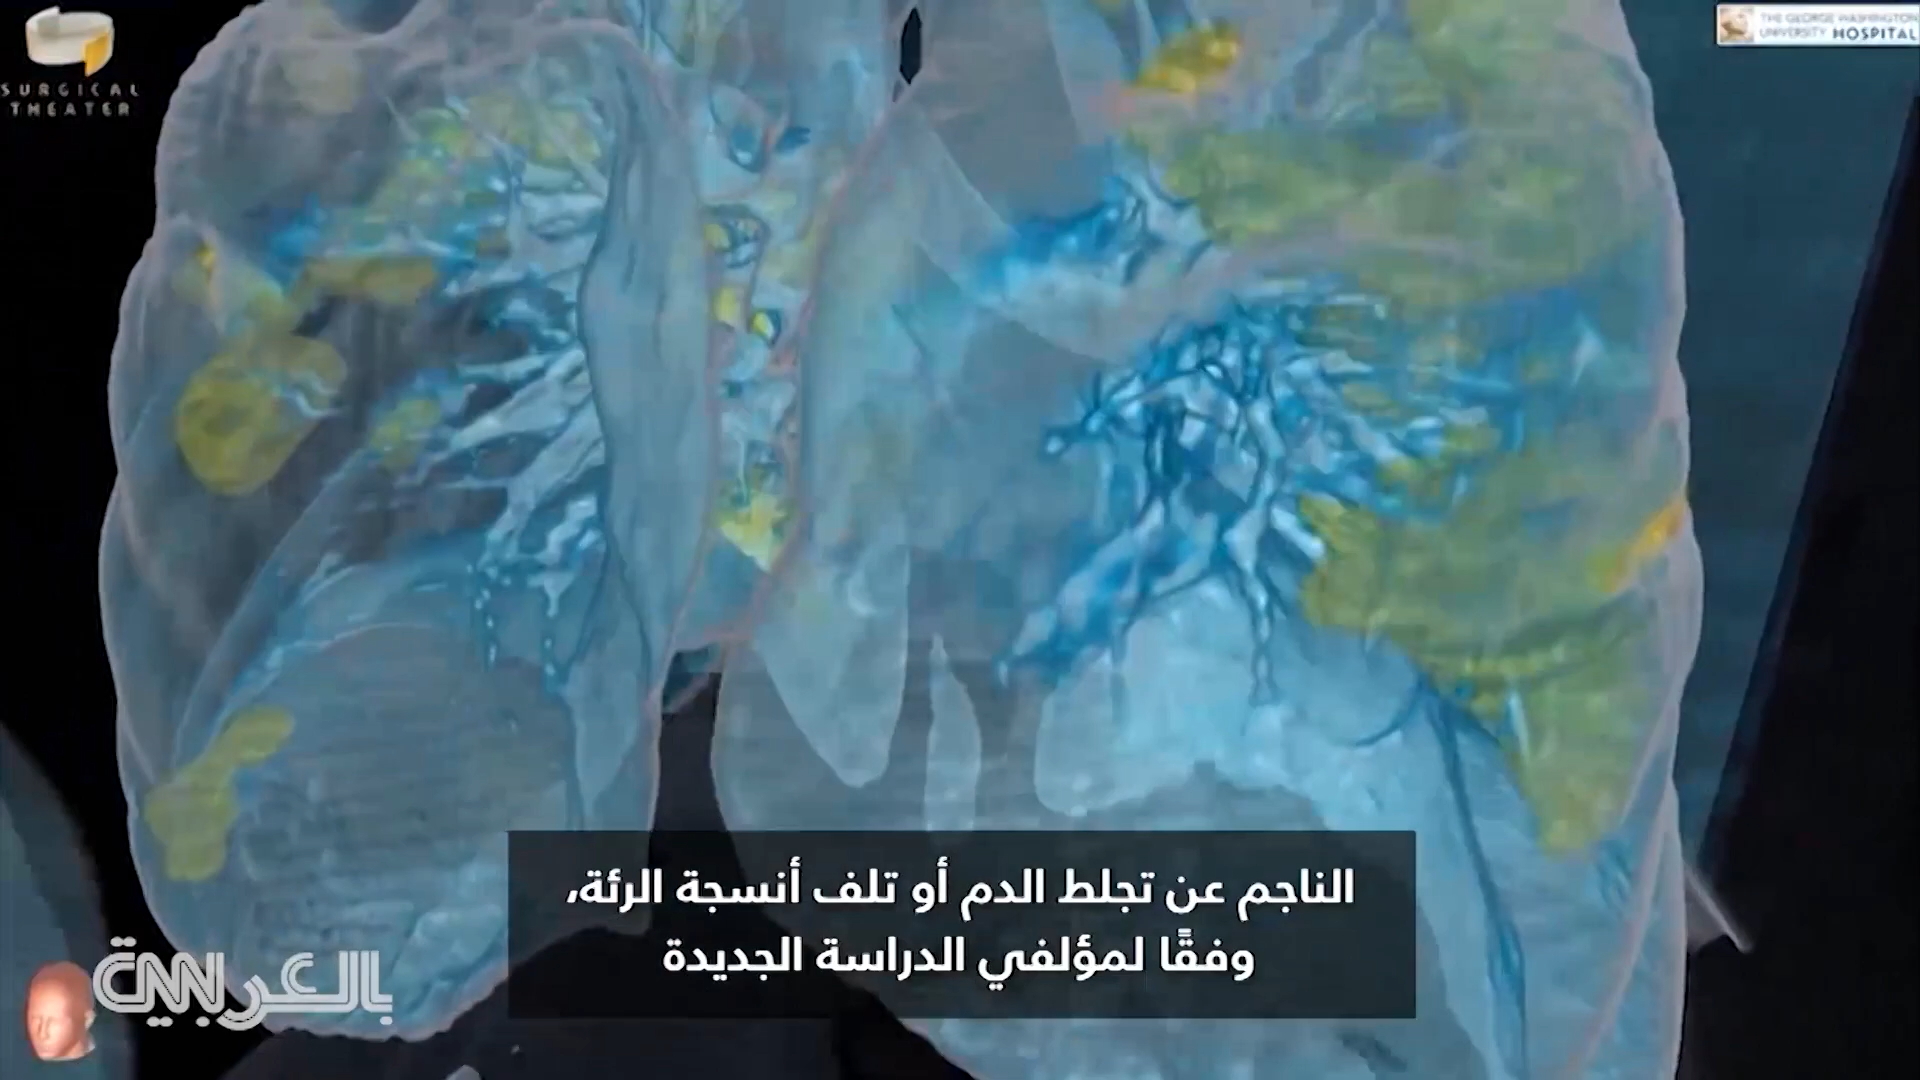 SURGICAL
THEATER
THE GEORGE WASHINGTON
UNIVERSITY HOSPITAL
الناجم عن تجلط الدم أو تلف أنسجة الرئة،
وفقًا لمؤلفي الدراسة الجديدة
CNN بالعربية